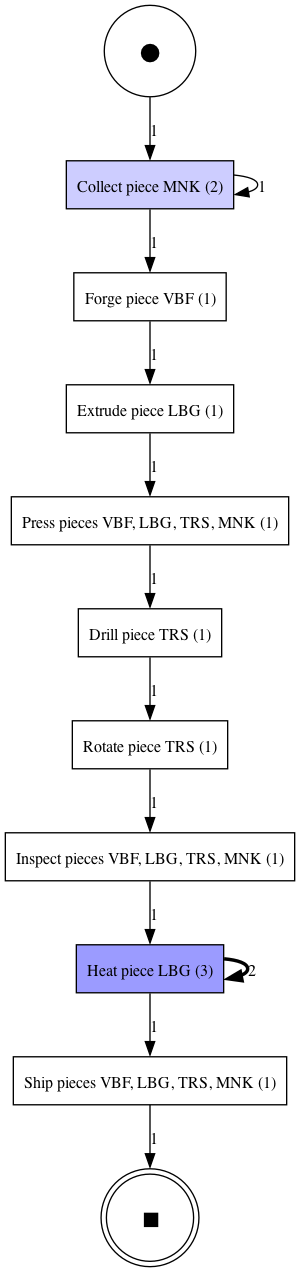 1
Collect piece MNK (2)
1
1
Forge piece VBF (1)
1
Extrude piece LBG (1)
1
Press pieces VBF, LBG, TRS, MNK (1)
1
Drill piece TRS (1)
1
Rotate piece TRS (1)
1
Inspect pieces VBF, LBG, TRS, MNK (1)
1
Heat piece LBG (3)
2
1
Ship pieces VBF, LBG, TRS, MNK (1)
1